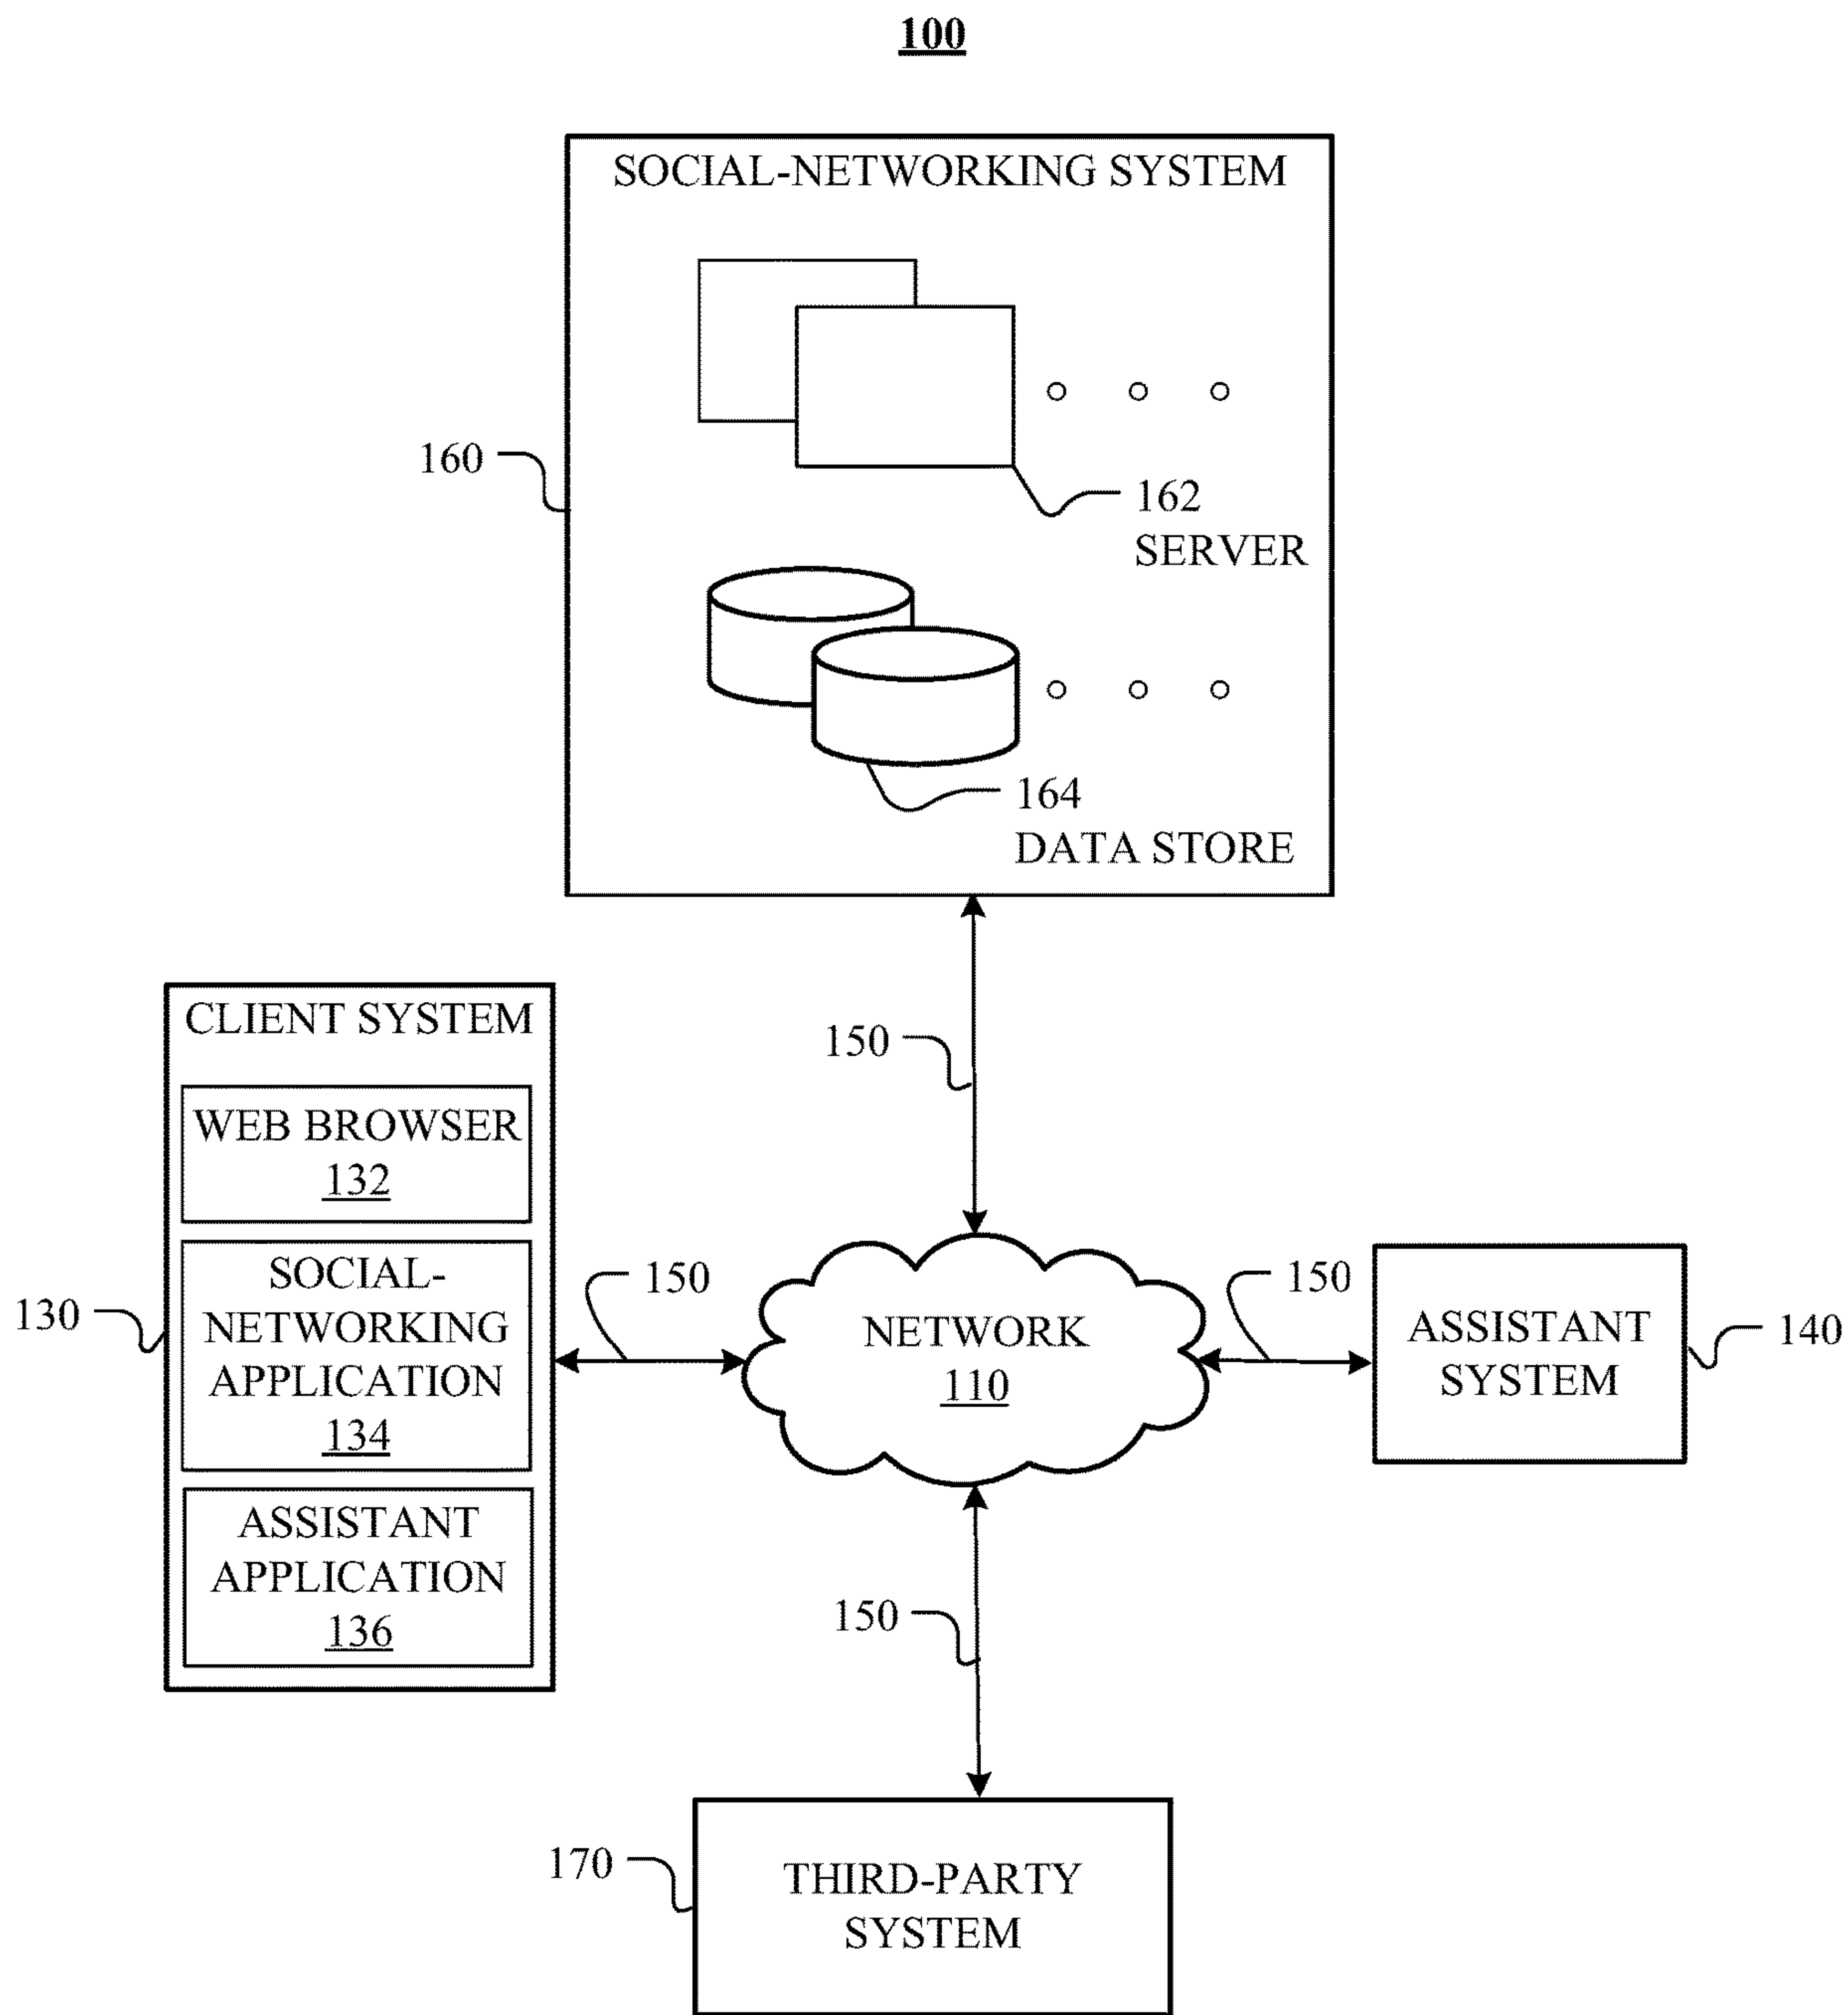 100
SOCIAL-NETWORKING SYSTEM
160
162
SERVER
164
DATA STORE
CLIENT SYSTEM
WEB BROWSER
132
SOCIAL-
NETWORKING
APPLICATION
134
ASSISTANT
APPLICATION
136
130
150
150
NETWORK
110
150
ASSISTANT
SYSTEM
140
150
170
THIRD-PARTY
SYSTEM